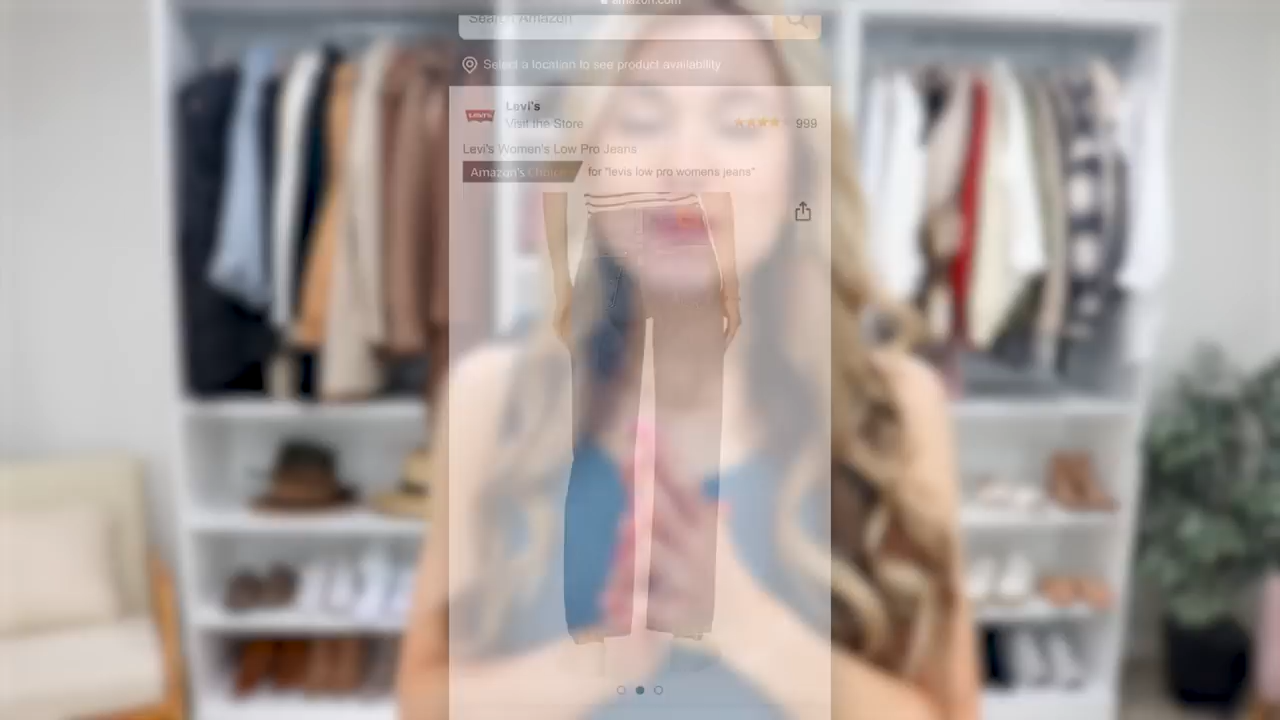 amazon.com
Search Amazon
Select a location to see product availability
LEVI'S
Levi's
Visit the Store
999
Levi's Women's Low Pro Jeans
Amazon's Choice for "levis low pro womens jeans"